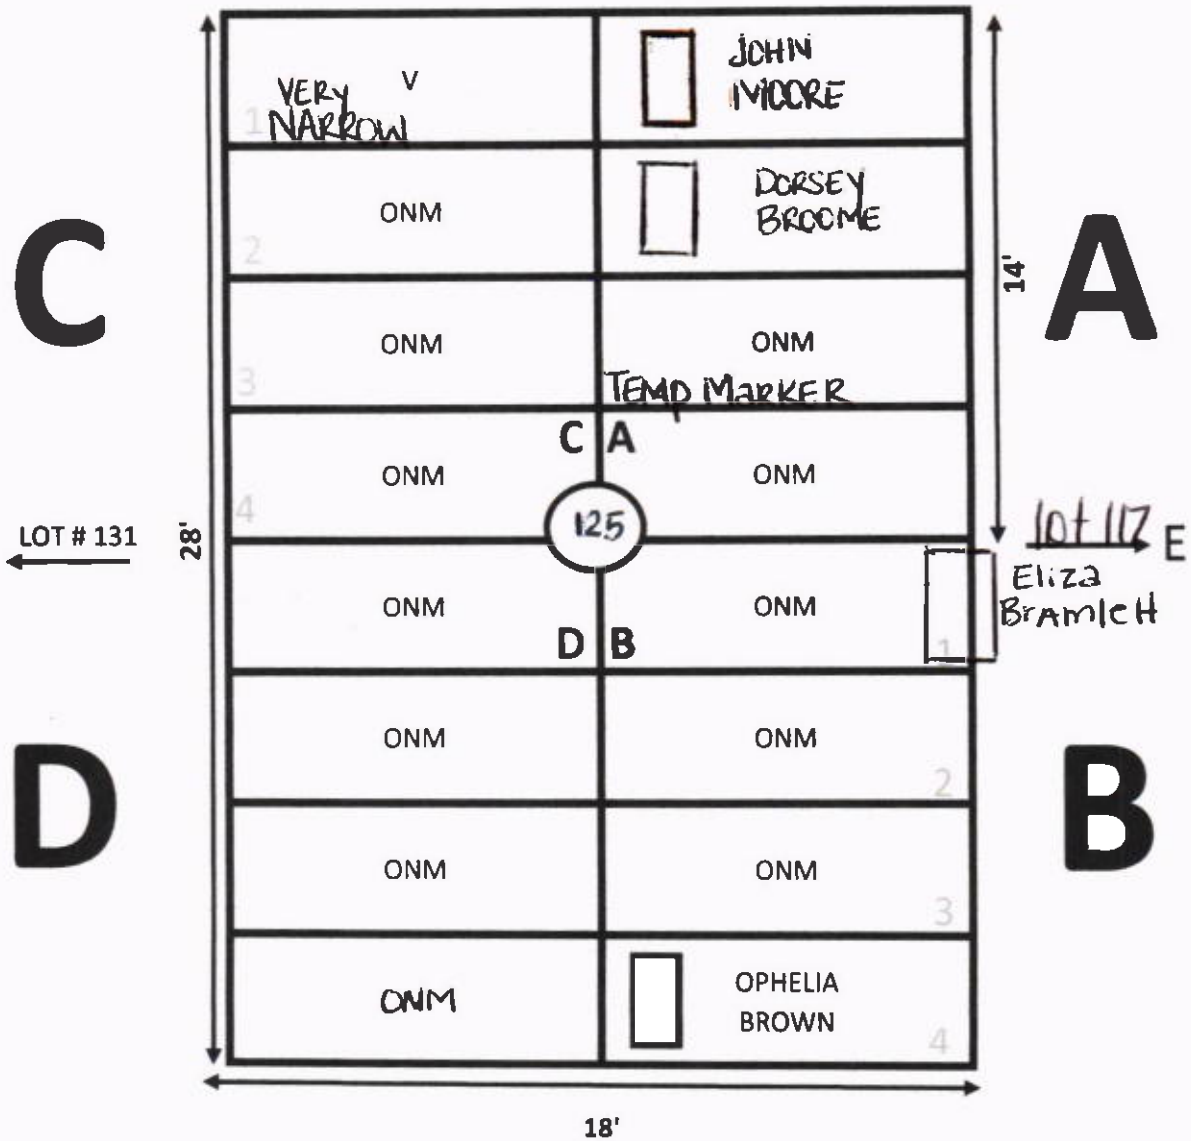 VERY V
NARROW
1
JOHN
MOORE
C
ONM
2
DORSEY
BROOME
A
14'
ONM
3
ONM
TEMP MARKER
C A
ONM
4
ONM
125
LOT # 131
28'
lot 117 E
Eliza
Bramlett
ONM
D B
ONM
1
D
ONM
ONM
2
B
ONM
ONM
3
ONM
OPHELIA
BROWN
4
18'